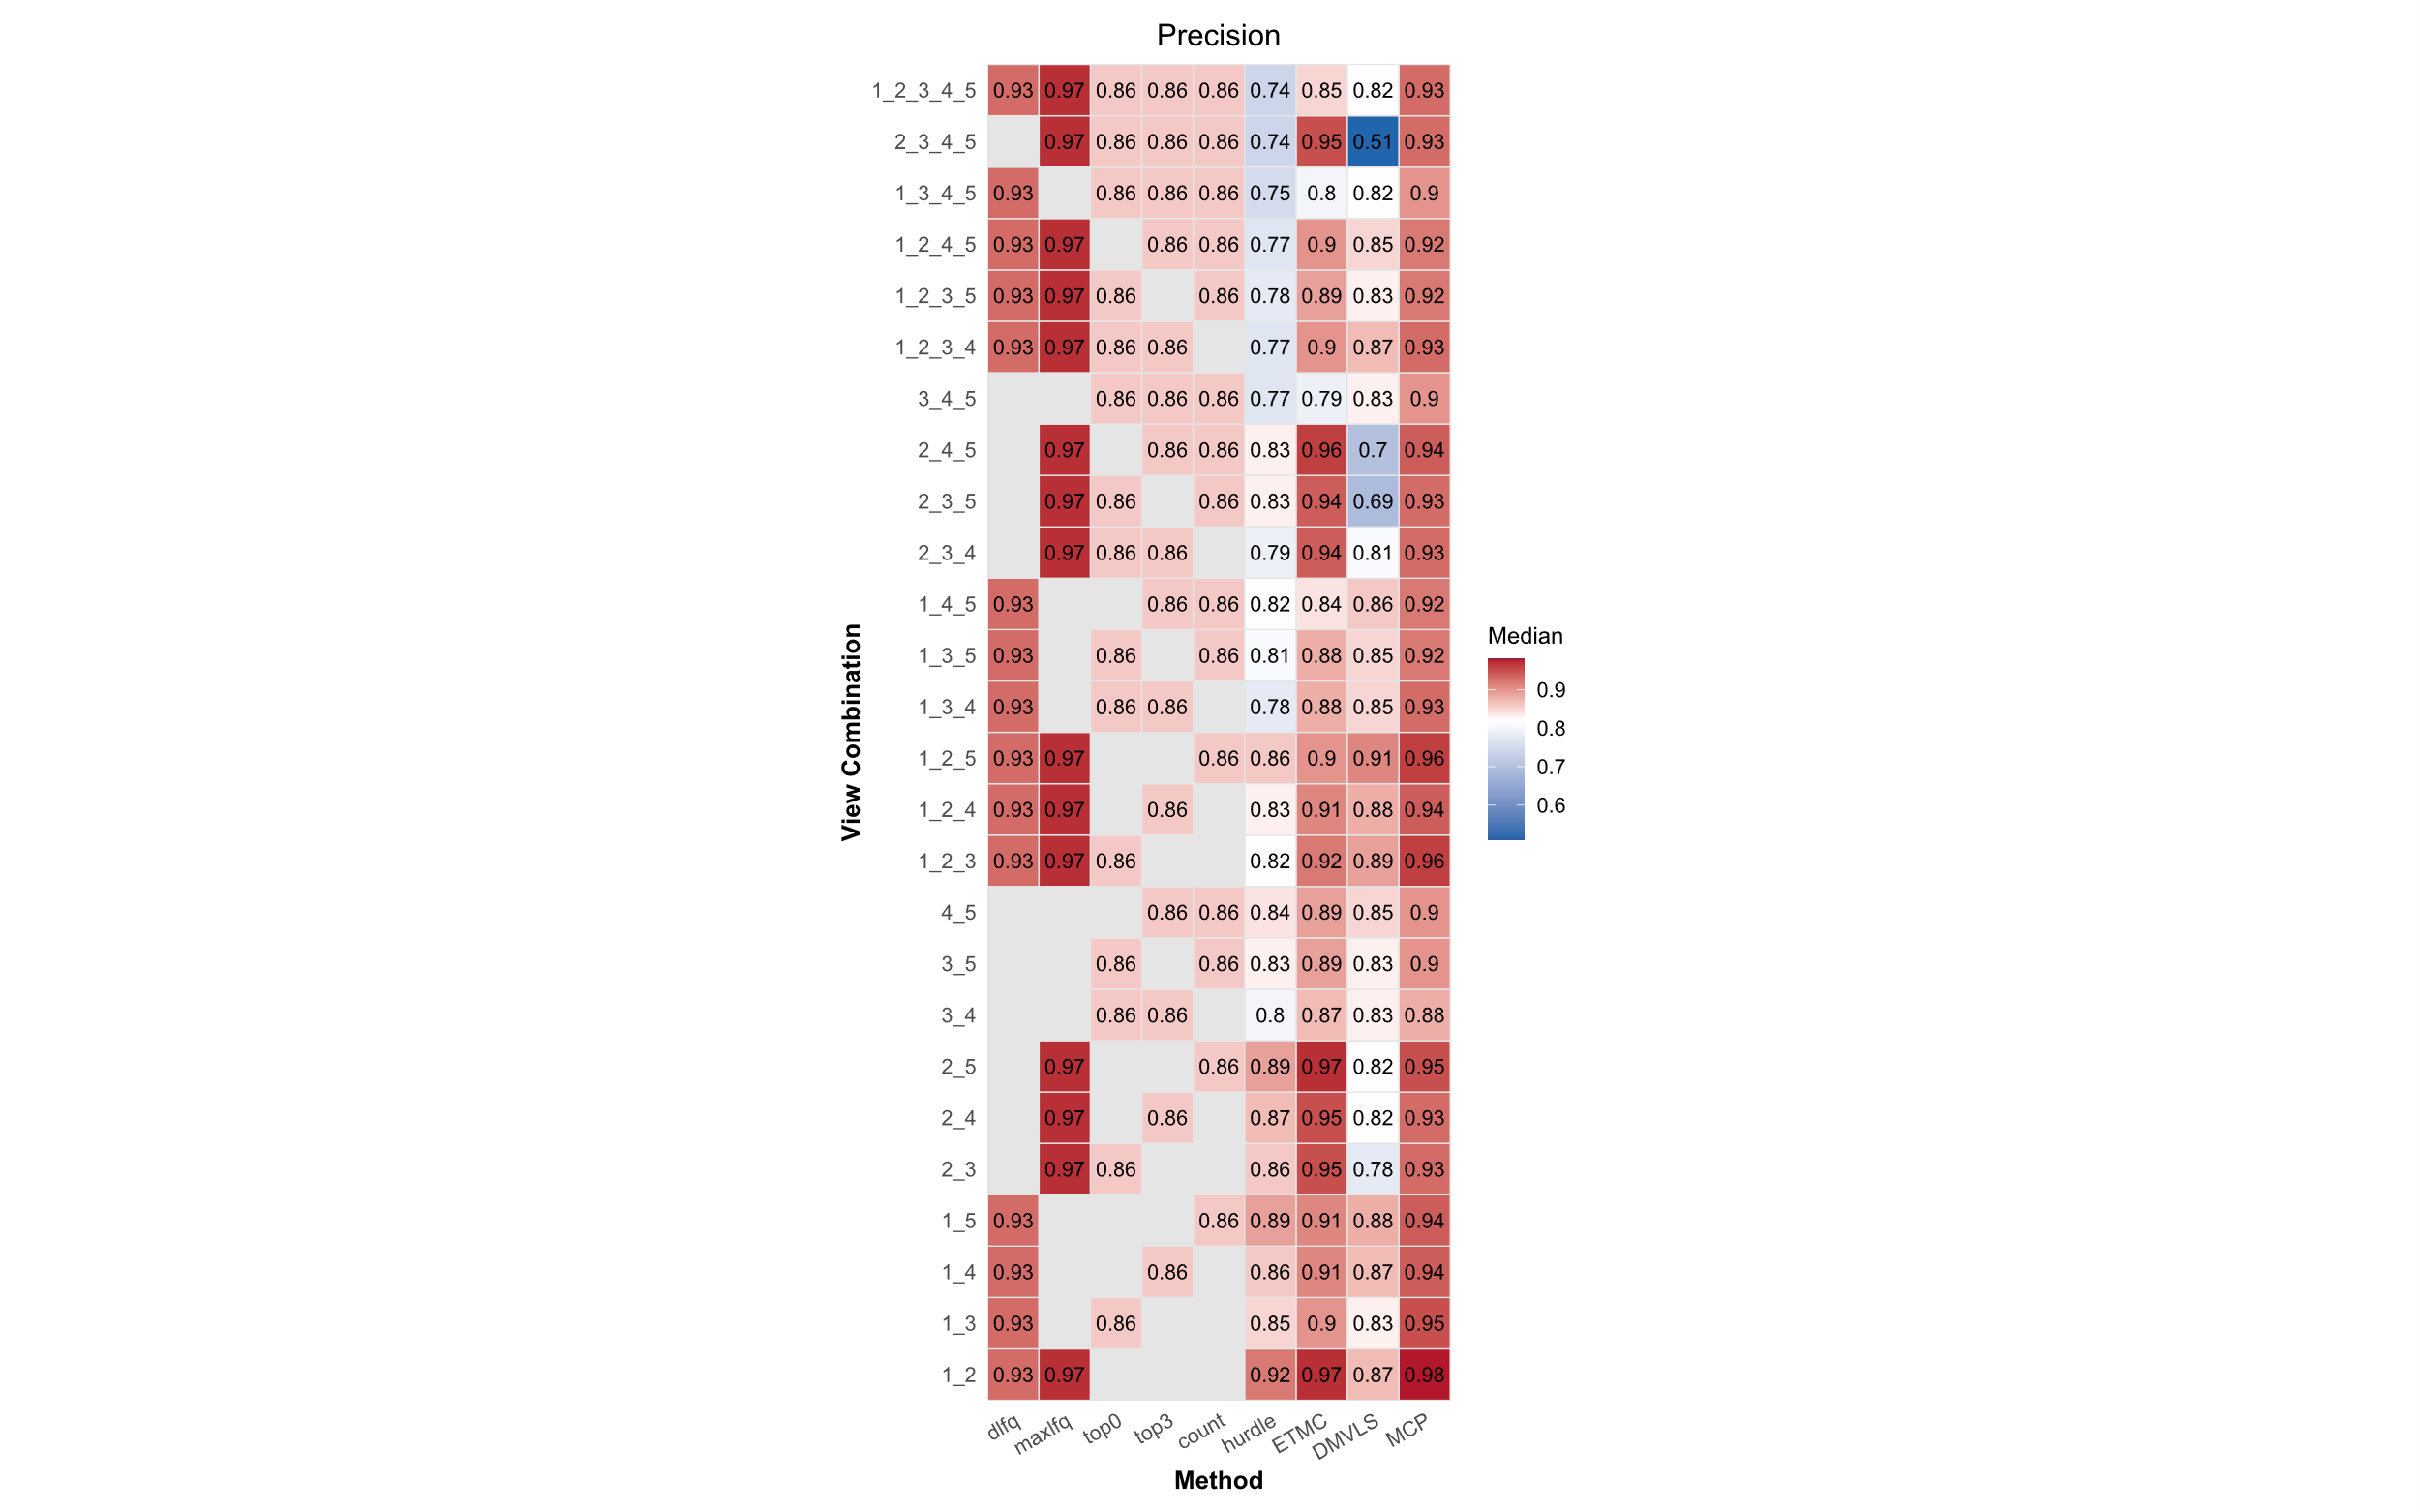 Precision
1_2_3_4_5 0.93 0.97 0.86 0.86 0.86 0.74 0.85 0.82 0.93
2_3_4_5 0.97 0.86 0.86 0.86 0.74 0.95 0.51 0.93
1_3_4_5 0.93 0.86 0.86 0.86 0.75 0.8 0.82 0.9
1_2_4_5 0.93 0.97 0.86 0.86 0.77 0.9 0.85 0.92
1_2_3_5 0.93 0.97 0.86 0.86 0.78 0.89 0.83 0.92
1_2_3_4 0.93 0.97 0.86 0.86 0.77 0.9 0.87 0.93
3_4_5 0.86 0.86 0.86 0.77 0.79 0.83 0.9
2_4_5 0.97 0.86 0.86 0.83 0.96 0.7 0.94
2_3_5 0.97 0.86 0.86 0.83 0.94 0.69 0.93
2_3_4 0.97 0.86 0.86 0.79 0.94 0.81 0.93
1_4_5 0.93 0.86 0.86 0.82 0.84 0.86 0.92
1_3_5 0.93 0.86 0.86 0.81 0.88 0.85 0.92
1_3_4 0.93 0.86 0.86 0.78 0.88 0.85 0.93
1_2_5 0.93 0.97 0.86 0.86 0.9 0.91 0.96
1_2_4 0.93 0.97 0.86 0.83 0.91 0.88 0.94
1_2_3 0.93 0.97 0.86 0.82 0.92 0.89 0.96
4_5 0.86 0.86 0.84 0.89 0.85 0.9
3_5 0.86 0.86 0.83 0.89 0.83 0.9
3_4 0.86 0.86 0.8 0.87 0.83 0.88
2_5 0.97 0.86 0.89 0.97 0.82 0.95
2_4 0.97 0.86 0.87 0.95 0.82 0.93
2_3 0.97 0.86 0.86 0.95 0.78 0.93
1_5 0.93 0.86 0.89 0.91 0.88 0.94
1_4 0.93 0.86 0.86 0.91 0.87 0.94
1_3 0.93 0.86 0.85 0.9 0.83 0.95
1_2 0.93 0.97 0.92 0.97 0.87 0.98
dlfq maxlfq top0 top3 count hurdle ETMC DMVLS MCP
Method
View Combination
Median
0.9
0.8
0.7
0.6